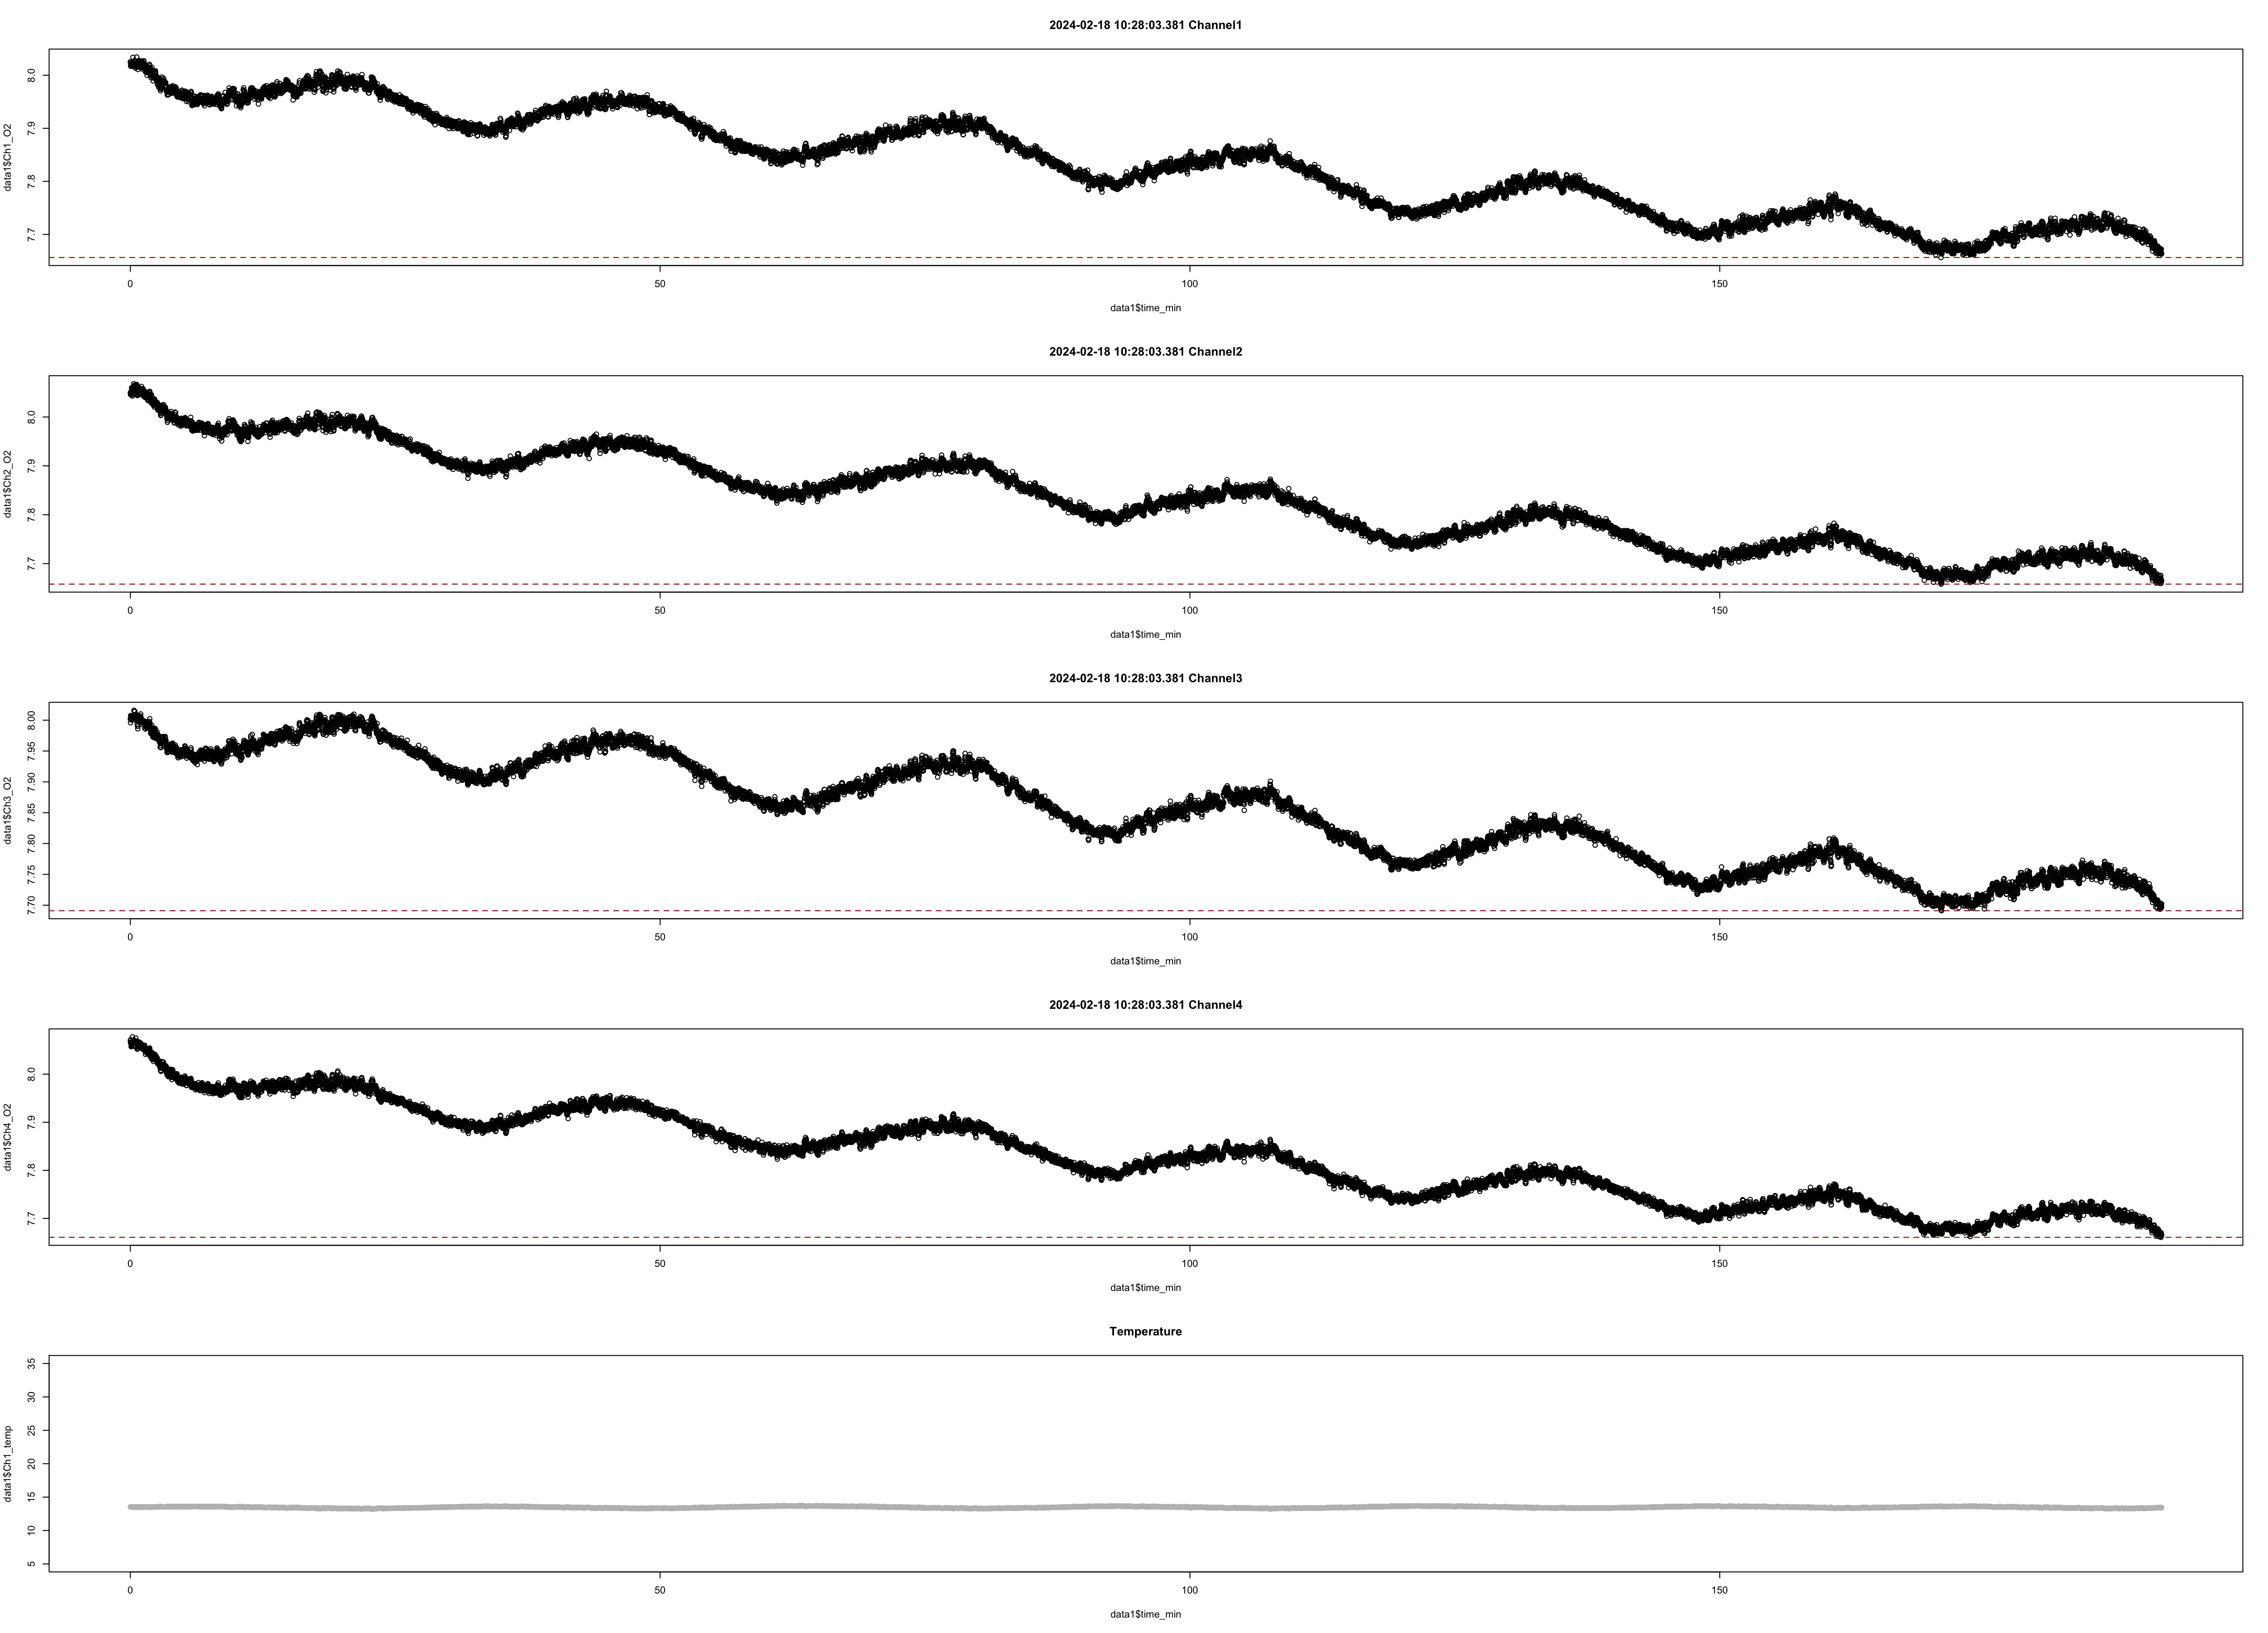 2024-02-18 10:28:03.381 Channel1
data1$Ch1_O2
8.0
7.9
7.8
7.7
0 50 100 150
data1$time_min
2024-02-18 10:28:03.381 Channel2
data1$Ch2_O2
8.0
7.9
7.8
7.7
0 50 100 150
data1$time_min
2024-02-18 10:28:03.381 Channel3
data1$Ch3_O2
8.00
7.95
7.90
7.85
7.80
7.75
7.70
0 50 100 150
data1$time_min
2024-02-18 10:28:03.381 Channel4
data1$Ch4_O2
8.0
7.9
7.8
7.7
0 50 100 150
data1$time_min
Temperature
data1$Ch1_temp
35
30
25
20
15
10
5
0 50 100 150
data1$time_min